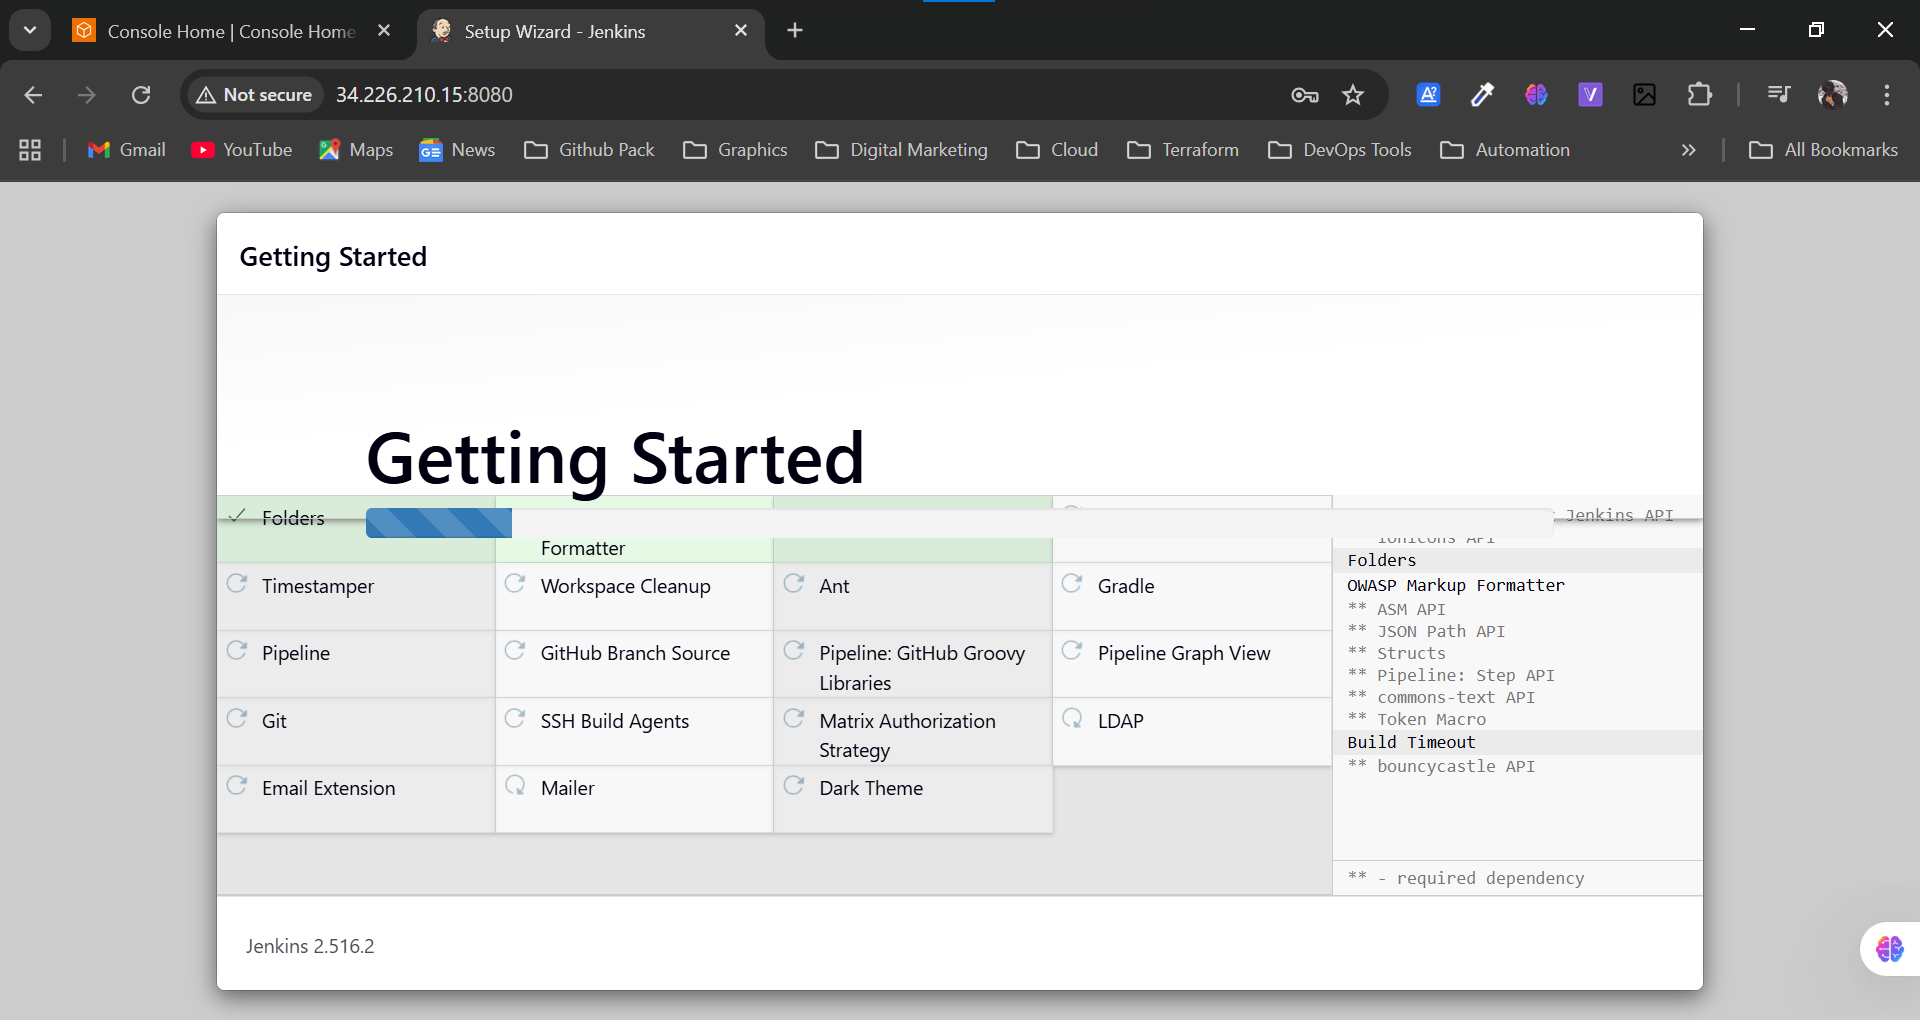 Console Home | Console Home
Setup Wizard - Jenkins
Not secure
34.226.210.15:8080
Gmail
YouTube
Maps
News
Github Pack
Graphics
Digital Marketing
Cloud
Terraform
DevOps Tools
Automation
All Bookmarks
Getting Started
Getting Started
Folders
Formatter
Timestamper
Workspace Cleanup
Ant
Gradle
Pipeline
GitHub Branch Source
Pipeline: GitHub Groovy
Libraries
Pipeline Graph View
Git
SSH Build Agents
Matrix Authorization
Strategy
LDAP
Email Extension
Mailer
Dark Theme
Jenkins API
Ionicons API
Folders
OWASP Markup Formatter
** ASM API
** JSON Path API
** Structs
** Pipeline: Step API
** commons-text API
** Token Macro
Build Timeout
** bouncycastle API
** - required dependency
Jenkins 2.516.2